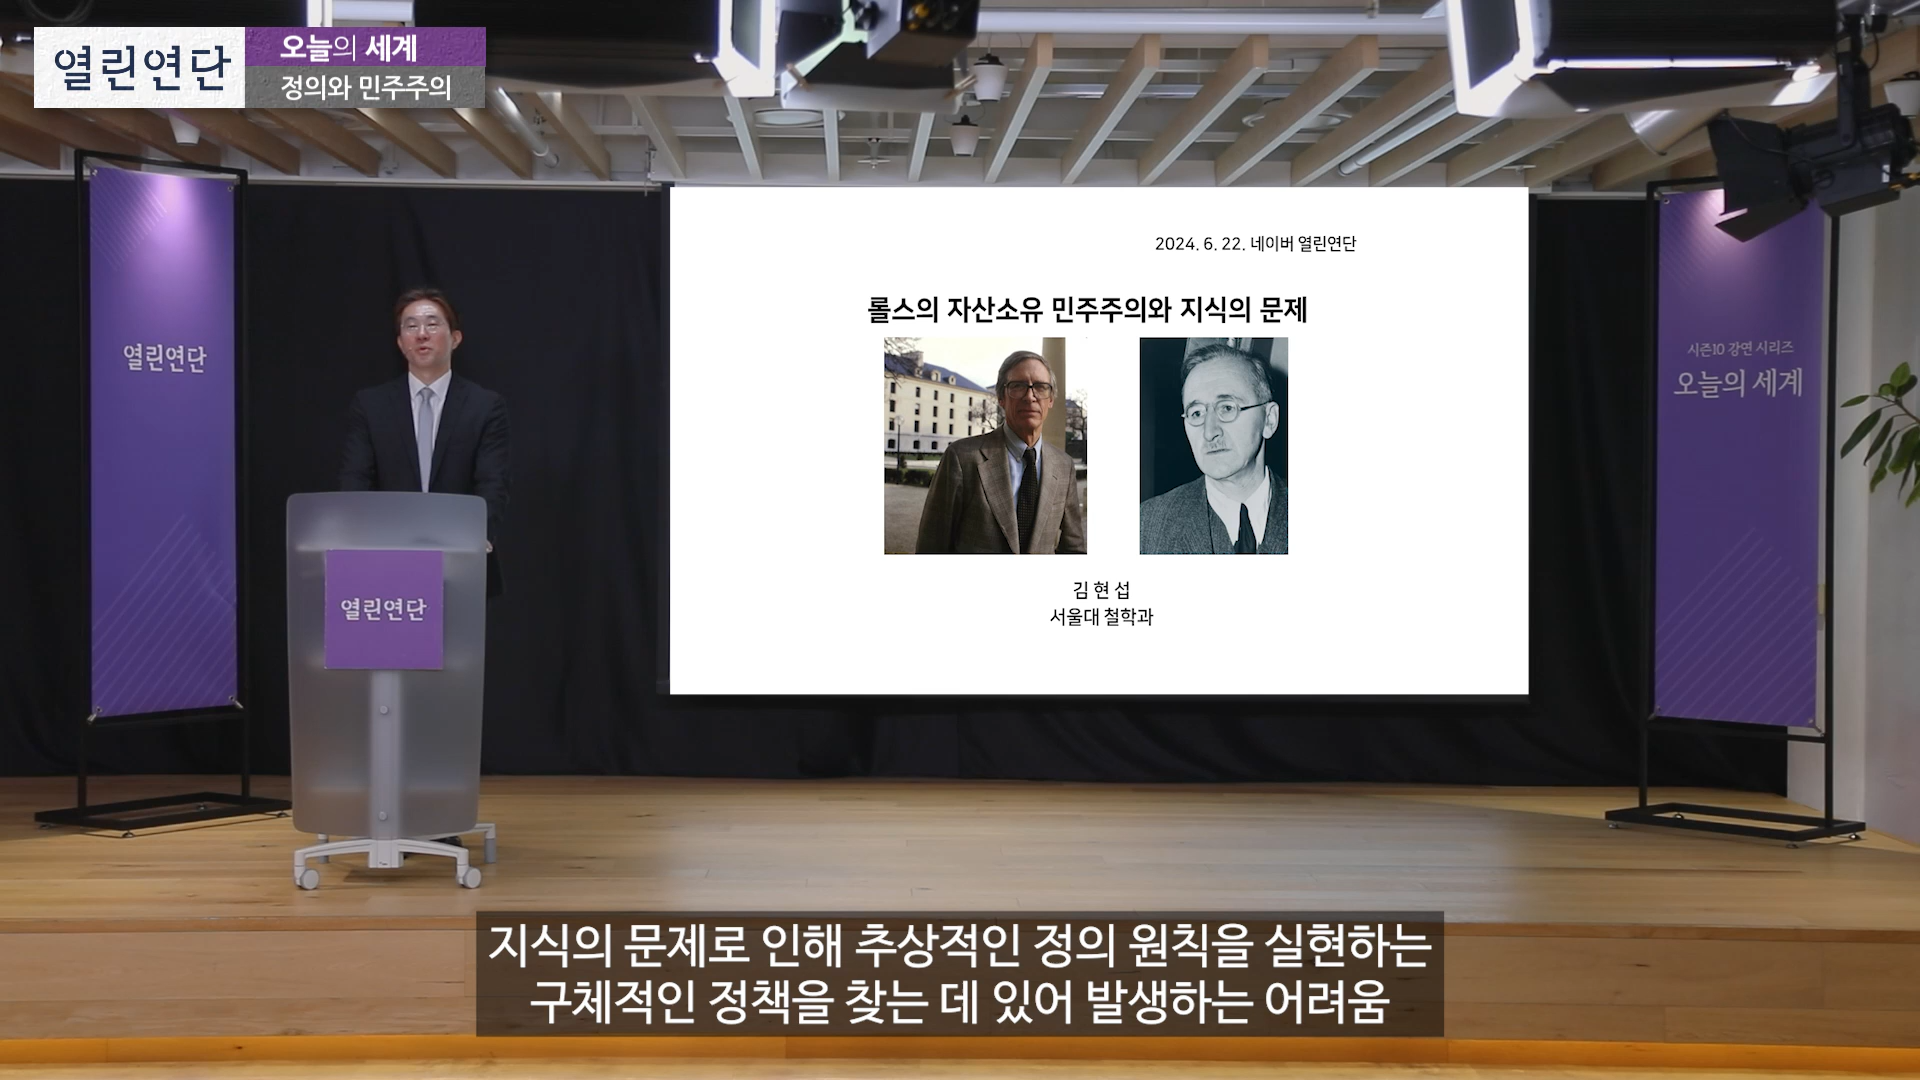 열린연단
오늘의 세계
정의와 민주주의
열린연단
2024. 6. 22. 네이버 열린연단
롤스의 자산소유 민주주의와 지식의 문제
김 현 섭
서울대 철학과
시즌10 강연 시리즈
오늘의 세계
열린연단
지식의 문제로 인해 추상적인 정의 원칙을 실현하는
구체적인 정책을 찾는 데 있어 발생하는 어려움